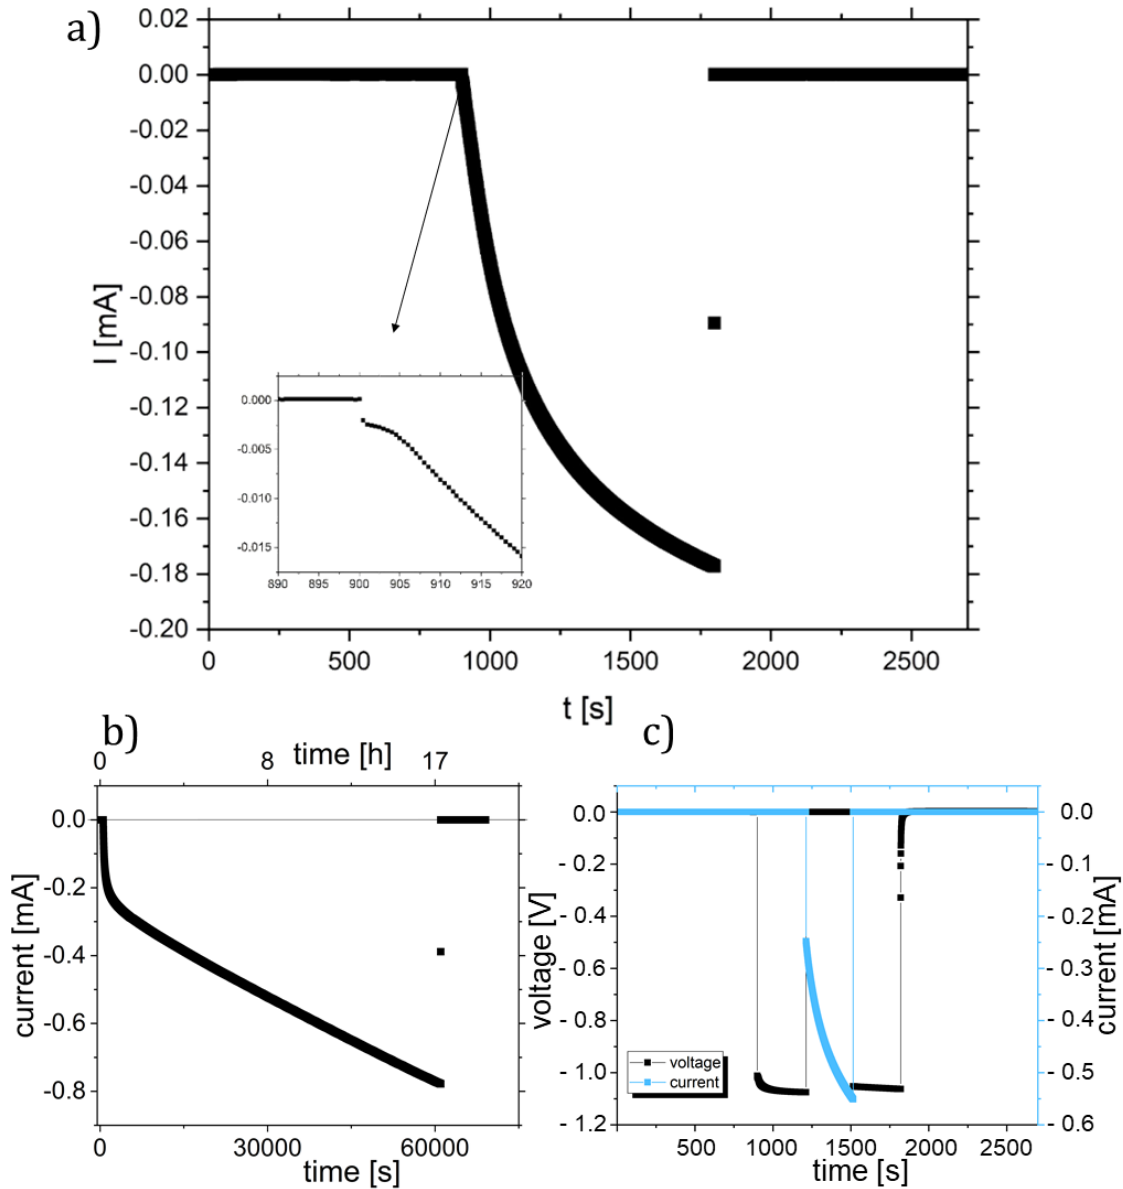 a)
0.02
0.00
-0.02
-0.04
-0.06
-0.08
-0.10
-0.12
-0.14
-0.16
-0.18
-0.20
I [mA]
0.000
-0.005
-0.010
-0.015
890 895 900 905 910 915 920
0 500 1000 1500 2000 2500
t [s]
b)
time [h]
0 8 17
0.0
-0.2
-0.4
-0.6
-0.8
current [mA]
0 30000 60000
time [s]
c)
0.0
- 0.2
- 0.4
- 0.6
- 0.8
- 1.0
- 1.2
voltage [V]
voltage
current
0.0
- 0.1
- 0.2
- 0.3
- 0.4
- 0.5
- 0.6
current [mA]
500 1000 1500 2000 2500
time [s]